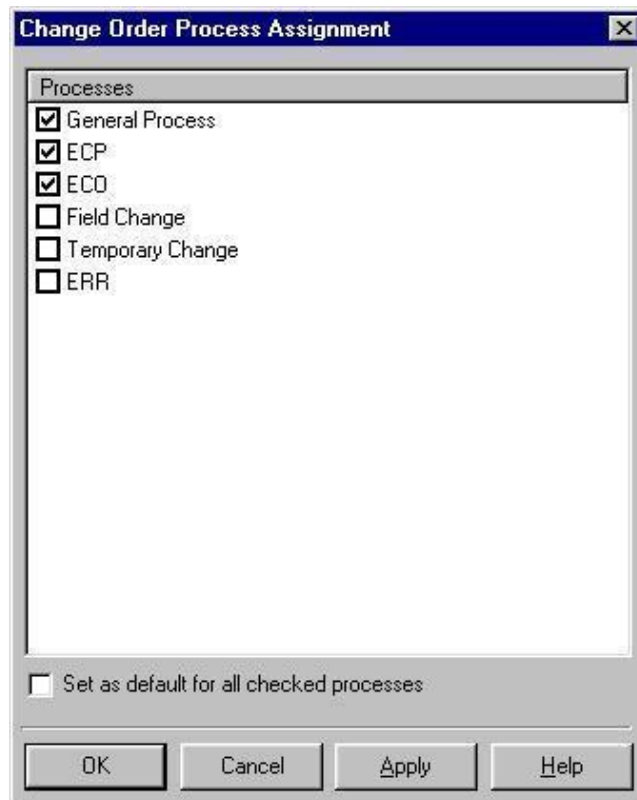 Change Order Process Assignment
Processes
General Process
ECP
ECO
Field Change
Temporary Change
ERR
Set as default for all checked processes
OK Cancel Apply Help